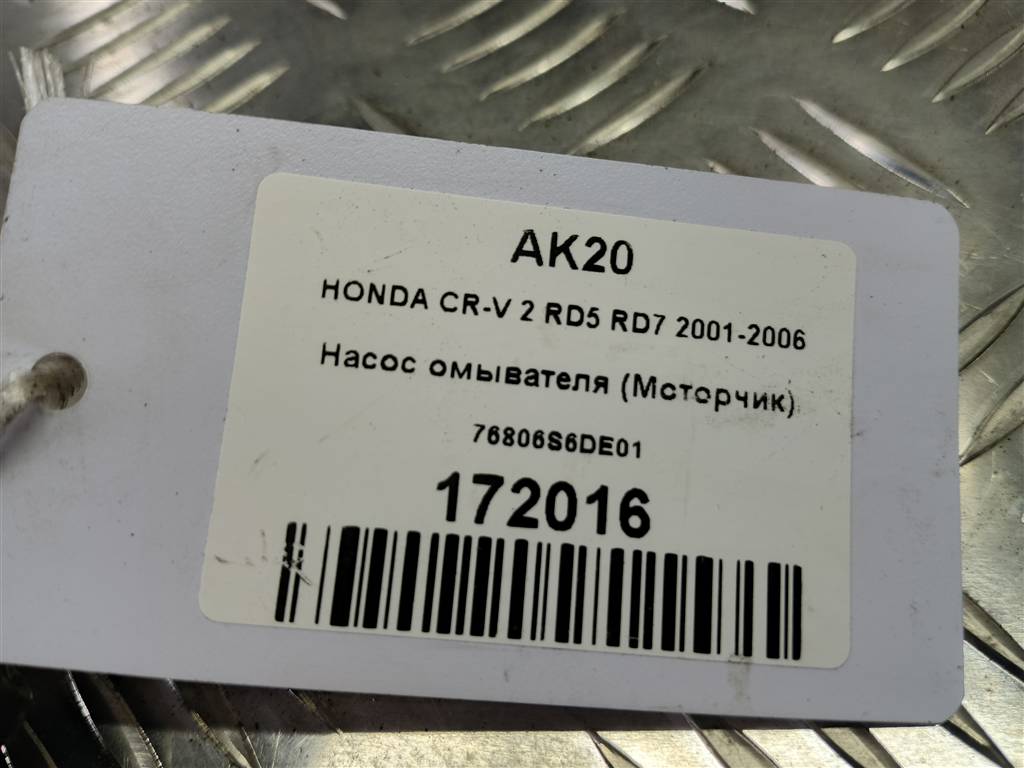 AK20
HONDA CR-V 2 RD5 RD7 2001-2006
Насос омывателя (Моторчик)
76806S6DE01
172016